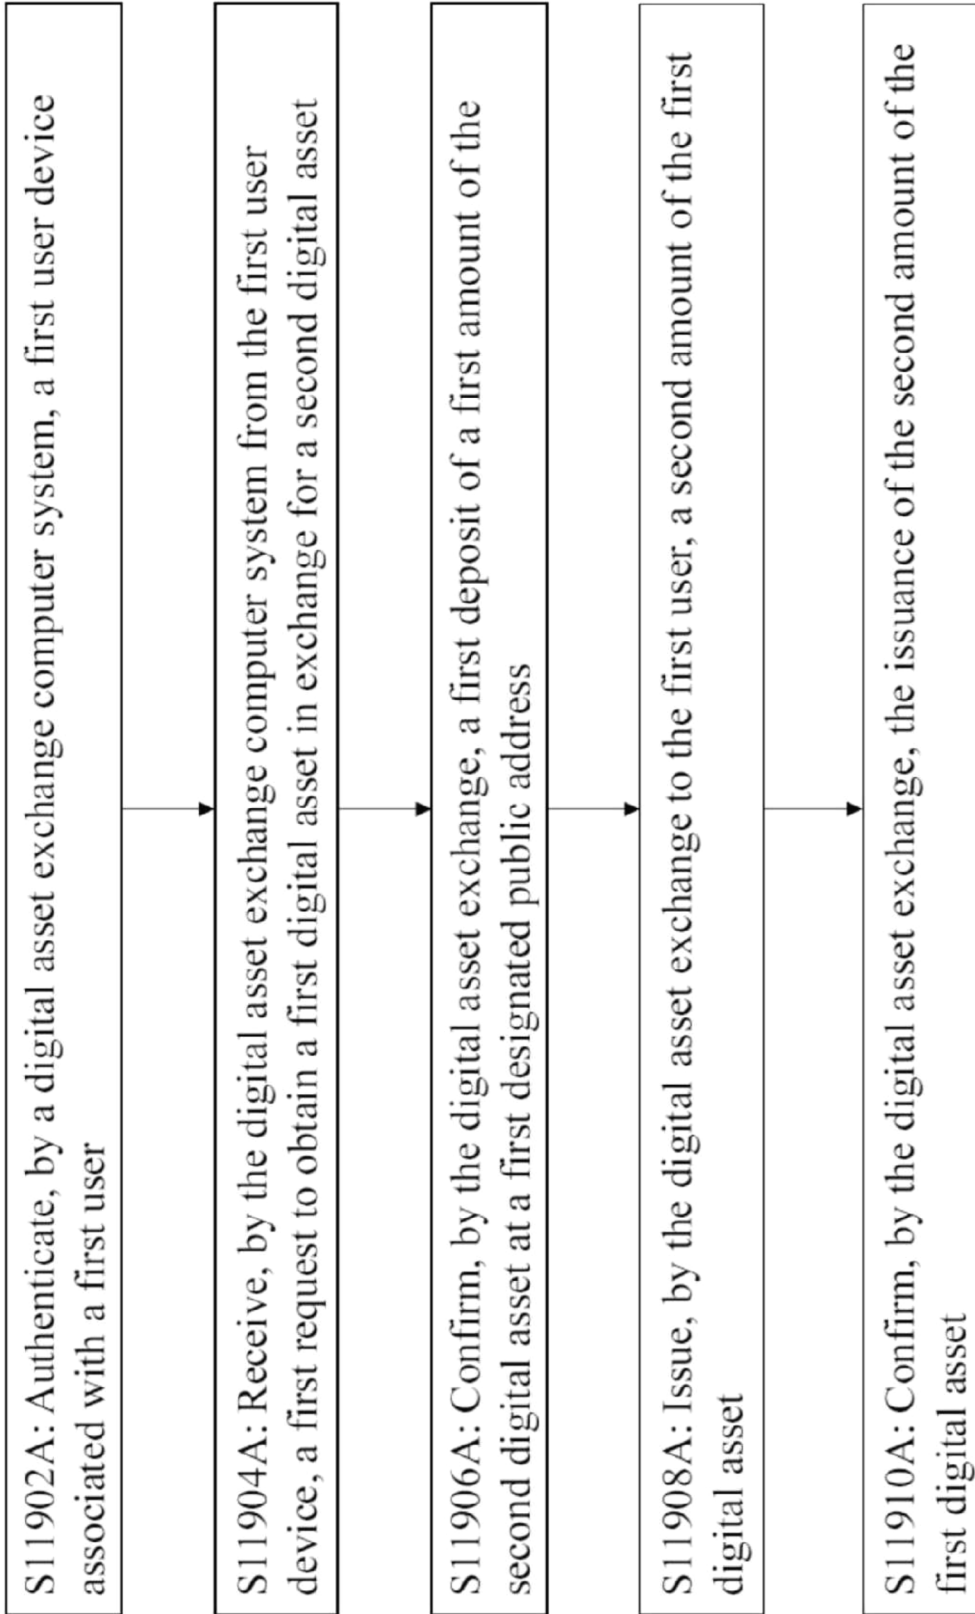 S11902A: Authenticate, by a digital asset exchange computer system, a first user device
associated with a first user
S11904A: Receive, by the digital asset exchange computer system from the first user
device, a first request to obtain a first digital asset in exchange for a second digital asset
S11906A: Confirm, by the digital asset exchange, a first deposit of a first amount of the
second digital asset at a first designated public address
S11908A: Issue, by the digital asset exchange to the first user, a second amount of the first
digital asset
S11910A: Confirm, by the digital asset exchange, the issuance of the second amount of the
first digital asset